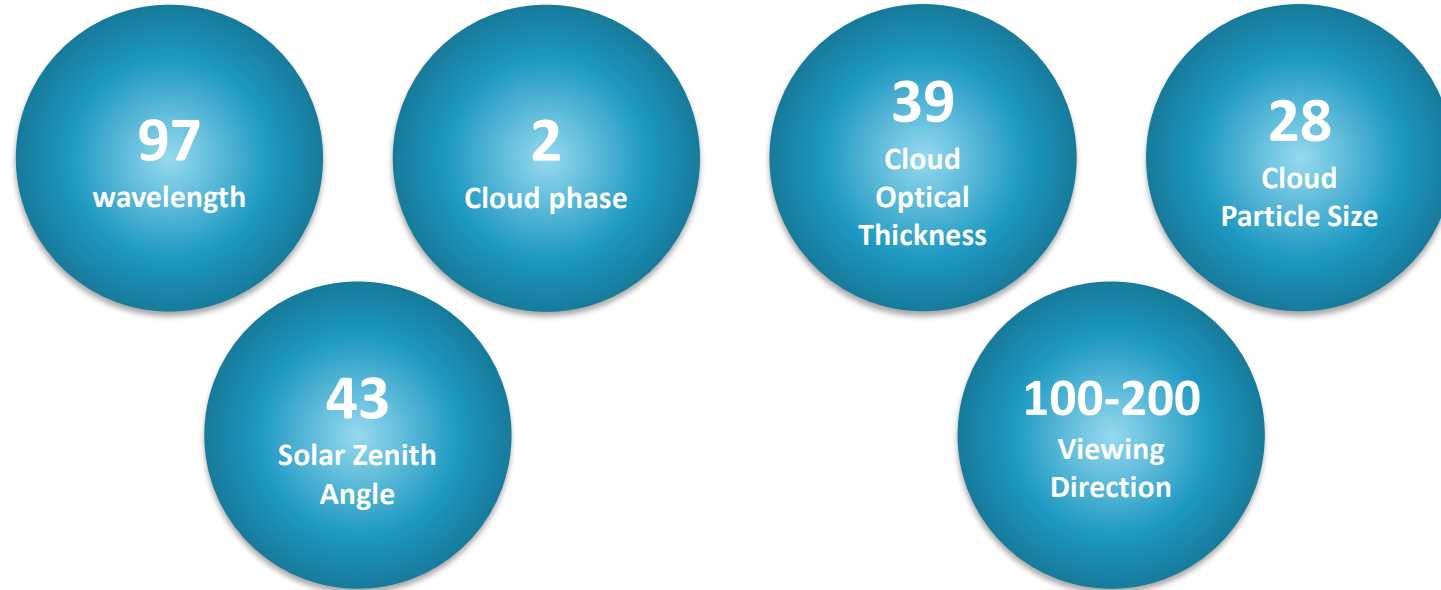 97
wavelength
2
Cloud phase
39
Cloud
Optical
Thickness
28
Cloud
Particle Size
43
Solar Zenith
Angle
100-200
Viewing
Direction